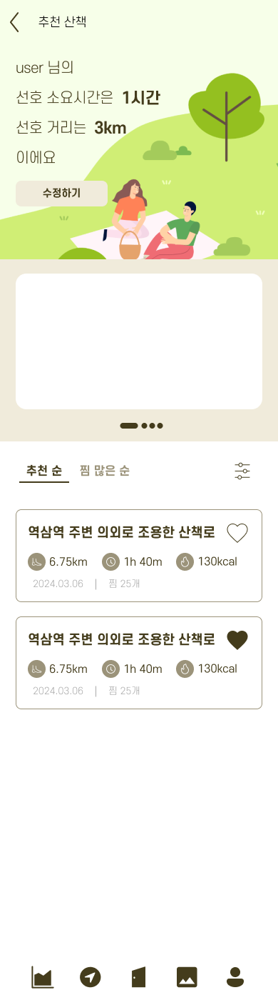 추천 산책
user 님의
선호 소요시간은 1시간
선호 거리는 3km
이에요
수정하기
추천 순 찜 많은 순
역삼역 주변 의외로 조용한 산책로
6.75km 1h 40m 130kcal
2024.03.06 | 찜 25개
역삼역 주변 의외로 조용한 산책로
6.75km 1h 40m 130kcal
2024.03.06 | 찜 25개